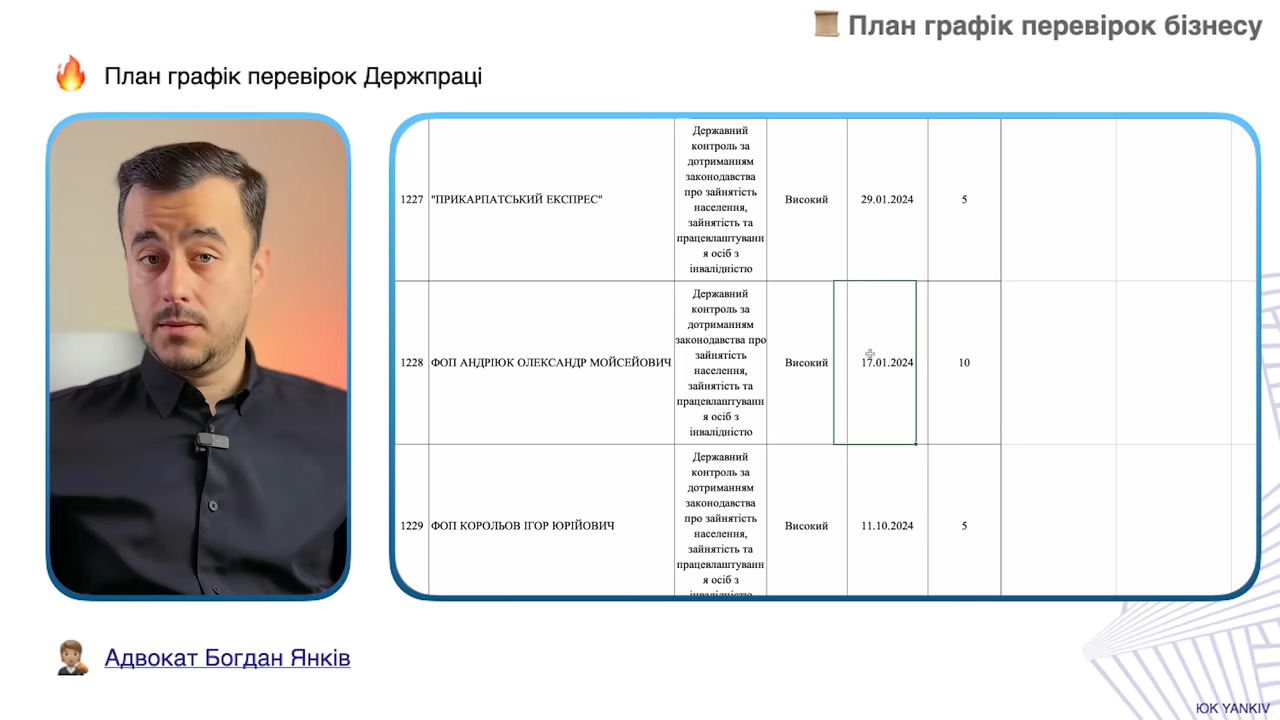 План графік перевірок бізнесу
План графік перевірок Держпраці
Державний
контроль за
дотриманням
законодавства
про зайнятість
населення,
зайнятість та
працевлаштуванн
я осіб з
інвалідністю
1227 "ПРИКАРПАТСЬКИЙ ЕКСПРЕС" Високий 29.01.2024 5
Державний
контроль за
дотриманням
законодавства про
зайнятість
населення,
зайнятість та
працевлаштуванн
я осіб з
інвалідністю
1228 ФОП АНДРІЮК ОЛЕКСАНДР МОЙСЕЙОВИЧ Високий 17.01.2024 10
Державний
контроль за
дотриманням
законодавства
про зайнятість
населення,
зайнятість та
працевлаштуванн
я осіб з
інвалідністю
1229 ФОП КОРОЛЬОВ ІГОР ЮРІЙОВИЧ Високий 11.10.2024 5
Адвокат Богдан Янків
ЮК YANKIV